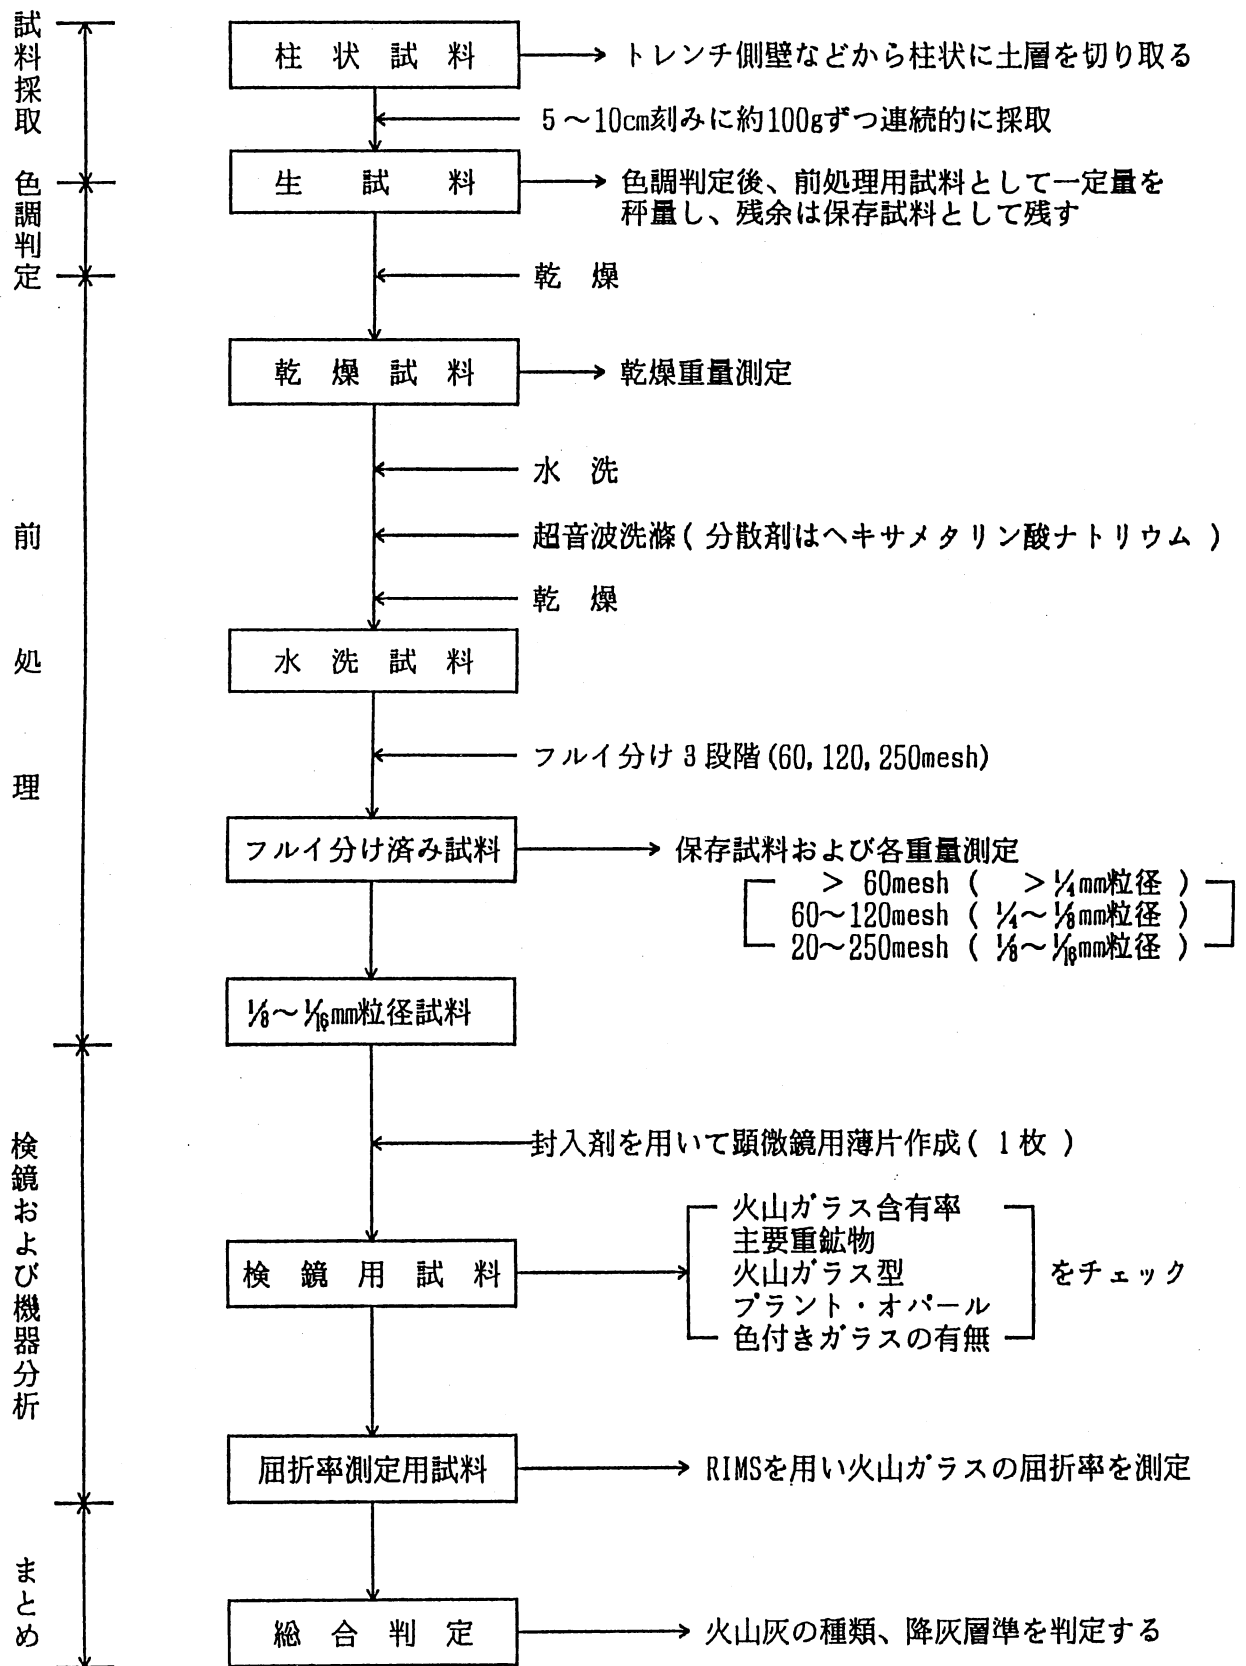 試料採取
柱状試料
トレンチ側壁などから柱状に土層を切り取る
5～10cm刻みに約100gずつ連続的に採取
色調判定
生試料
色調判定後、前処理用試料として一定量を
秤量し、残余は保存試料として残す
乾燥
前処理
乾燥試料
乾燥重量測定
水洗
超音波洗滌(分散剤はヘキサメタリン酸ナトリウム)
乾燥
水洗試料
フルイ分け3段階(60,120,250mesh)
フルイ分け済み試料
保存試料および各重量測定
> 60mesh ( > 1/4mm粒径 )
60～120mesh ( 1/4～1/8mm粒径 )
20～250mesh ( 1/8～1/16mm粒径 )
1/8～1/16mm粒径試料
検鏡および機器分析
封入剤を用いて顕微鏡用薄片作成(1枚)
検鏡用試料
火山ガラス含有率
主要重鉱物
火山ガラス型
プラント・オパール
色付きガラスの有無
をチェック
屈折率測定用試料
RIMSを用い火山ガラスの屈折率を測定
まとめ
総合判定
火山灰の種類、降灰層準を判定する